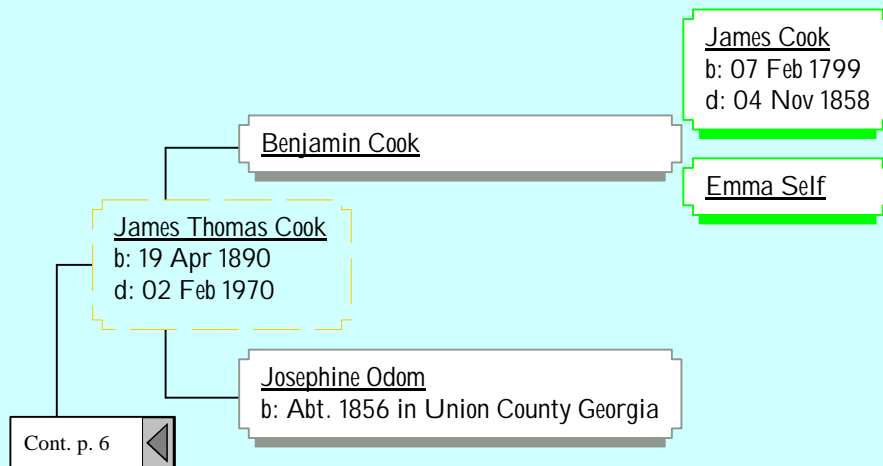 James Cook
b: 07 Feb 1799
d: 04 Nov 1858
Benjamin Cook
Emma Self
James Thomas Cook
b: 19 Apr 1890
d: 02 Feb 1970
Josephine Odom
b: Abt. 1856 in Union County Georgia
Cont. p. 6